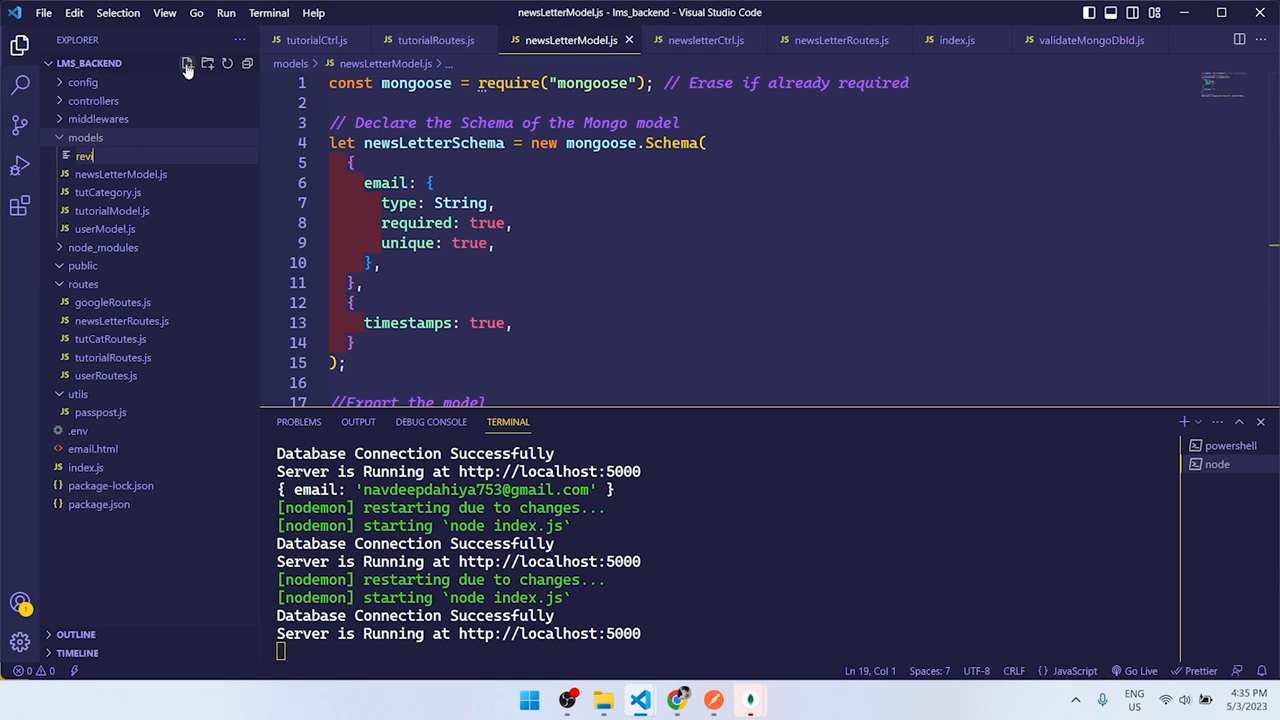 File Edit Selection View Go Run Terminal Help
newsLetterModel.js - lms_backend - Visual Studio Code
EXPLORER
LMS_BACKEND
config
controllers
middlewares
models
revi
newsLetterModel.js
tutCategory.js
tutorialModel.js
userModel.js
node_modules
public
routes
googleRoutes.js
newsLetterRoutes.js
tutCatRoutes.js
tutorialRoutes.js
userRoutes.js
utils
passpost.js
.env
email.html
index.js
package-lock.json
package.json
OUTLINE
TIMELINE
tutorialCtrl.js tutorialRoutes.js newsLetterModel.js newsletterCtrl.js newsLetterRoutes.js index.js validateMongoDbId.js
models > newsLetterModel.js > ...
1 const mongoose = require("mongoose"); // Erase if already required
2
3 // Declare the Schema of the Mongo model
4 let newsLetterSchema = new mongoose.Schema(
5 {
6 email: {
7 type: String,
8 required: true,
9 unique: true,
10 },
11 },
12 {
13 timestamps: true,
14 }
15 );
16
17 //Export the model
PROBLEMS OUTPUT DEBUG CONSOLE TERMINAL
Database Connection Successfully
Server is Running at http://localhost:5000
{ email: 'navdeepdahiya753@gmail.com' }
[nodemon] restarting due to changes...
[nodemon] starting `node index.js`
Database Connection Successfully
Server is Running at http://localhost:5000
[nodemon] restarting due to changes...
[nodemon] starting `node index.js`
Database Connection Successfully
Server is Running at http://localhost:5000
powershell
node
0 0 Ln 19, Col 1 Spaces: 7 UTF-8 CRLF {} JavaScript Go Live Prettier
ENG
US
4:35 PM
5/3/2023